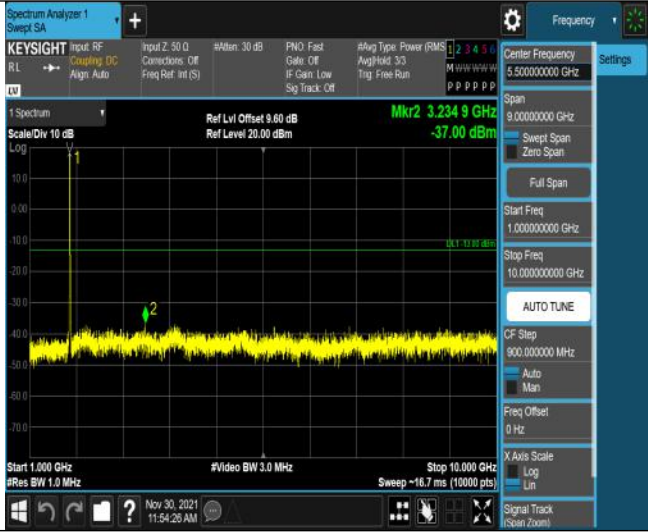 Spectrum Analyzer 1
Swept SA
+
Frequency
KEYSIGHT
Input: RF
Coupling: DC
Align: Auto
Input Z: 50 Ω
Corrections: Off
Freq Ref: Int (S)
#Atten: 30 dB
PNO: Fast
Gate: Off
IF Gain: Low
Sig Track: Off
#Avg Type: Power (RMS
Avg|Hold: 3/3
Trig: Free Run
1 2 3 4 5 6
M W W W W W
P P P P P P
RL
LV
1 Spectrum
Scale/Div 10 dB
Ref Lvl Offset 9.60 dB
Ref Level 20.00 dBm
Mkr2 3.234 9 GHz
-37.00 dBm
Log
10.0
0.00
-10.0
-20.0
-30.0
-40.0
-50.0
-60.0
-70.0
1
2
DL1 -13.00 dBm
Start 1.000 GHz
#Res BW 1.0 MHz
#Video BW 3.0 MHz
Stop 10.000 GHz
Sweep ~16.7 ms (10000 pts)
Nov 30, 2021
11:54:26 AM
?
Center Frequency
5.500000000 GHz
Span
9.00000000 GHz
Swept Span
Zero Span
Full Span
Start Freq
1.000000000 GHz
Stop Freq
10.000000000 GHz
AUTO TUNE
CF Step
900.000000 MHz
Auto
Man
Freq Offset
0 Hz
X Axis Scale
Log
Lin
Signal Track
(Span Zoom)
Settings